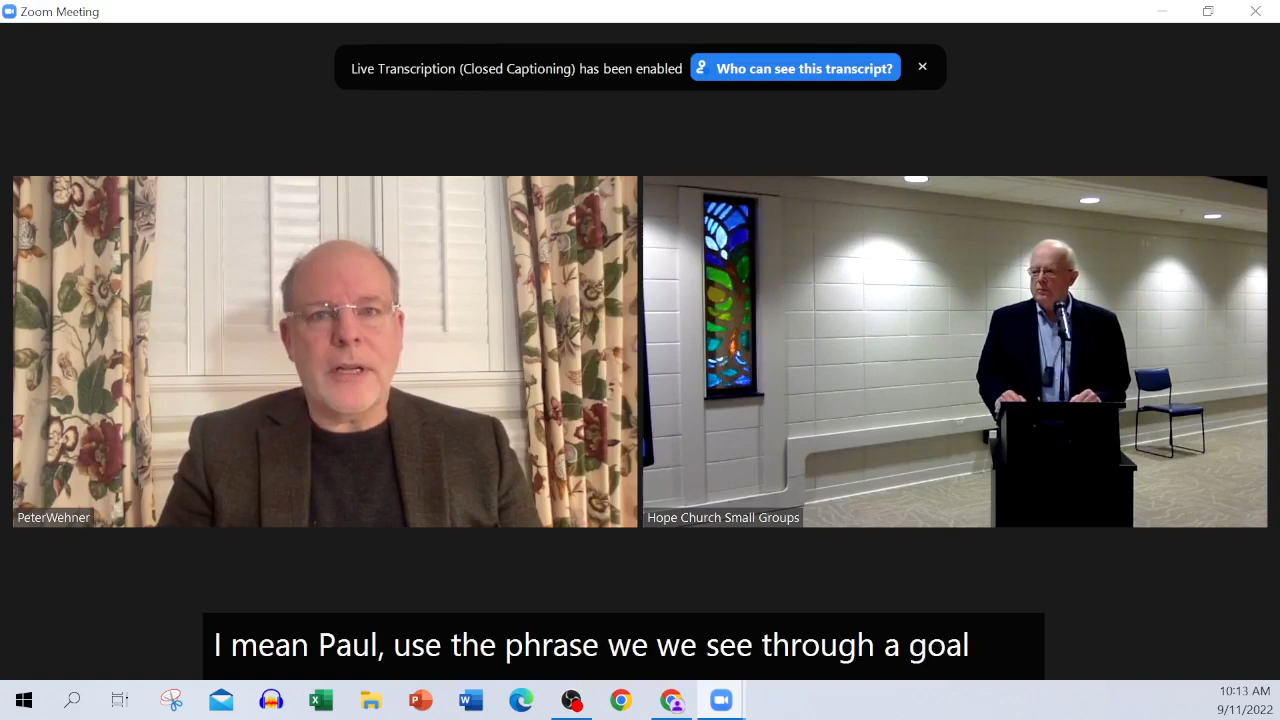 Zoom Meeting
Live Transcription (Closed Captioning) has been enabled
Who can see this transcript?
PeterWehner
Hope Church Small Groups
I mean Paul, use the phrase we we see through a goal
10:13 AM
9/11/2022